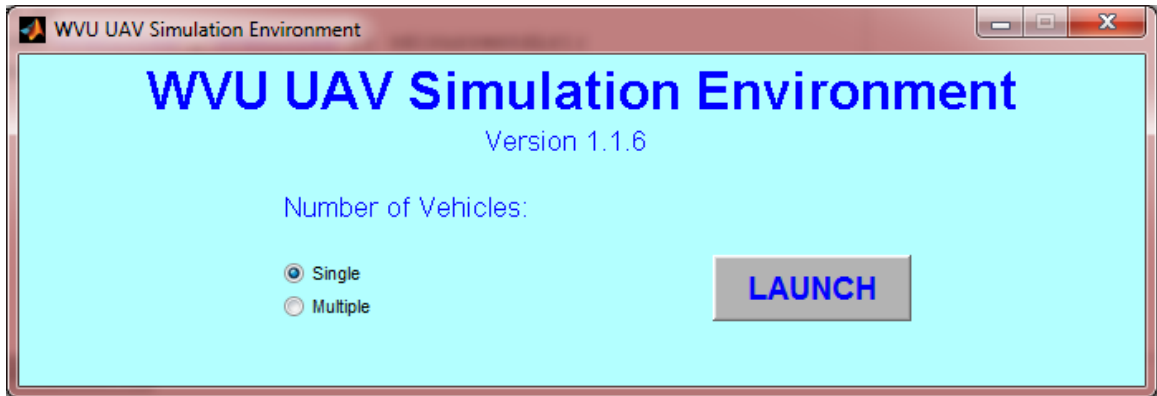 WVU UAV Simulation Environment
WVU UAV Simulation Environment
Version 1.1.6
Number of Vehicles:
Single
Multiple
LAUNCH